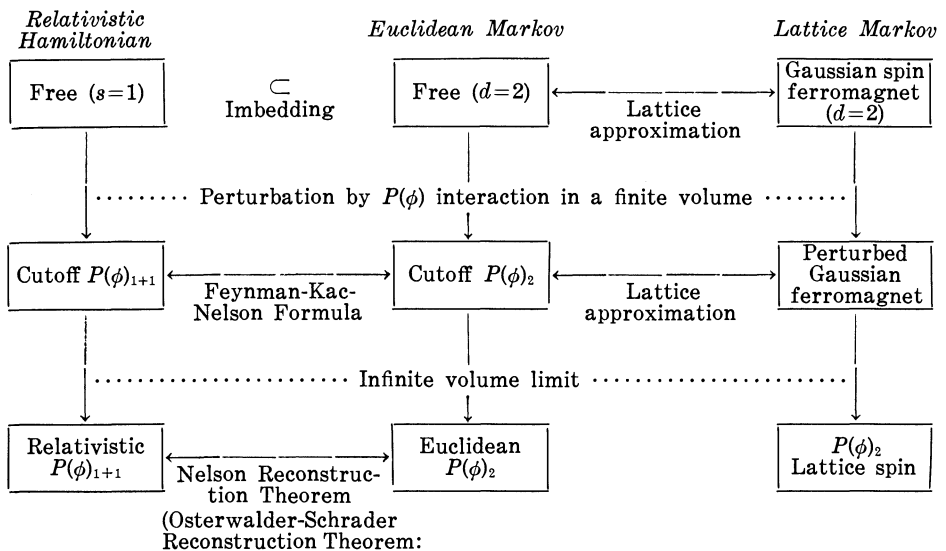 Relativistic
Hamiltonian
Euclidean Markov
Lattice Markov
Free (s=1)
⊂
Imbedding
Free (d=2)
Lattice
approximation
Gaussian spin
ferromagnet
(d=2)
Perturbation by P(ϕ) interaction in a finite volume
Cutoff P(ϕ)₁₊₁
Feynman-Kac-
Nelson Formula
Cutoff P(ϕ)₂
Lattice
approximation
Perturbed
Gaussian
ferromagnet
Infinite volume limit
Relativistic
P(ϕ)₁₊₁
Nelson Reconstruc-
tion Theorem
(Osterwalder-Schrader
Reconstruction Theorem:
Euclidean
P(ϕ)₂
P(ϕ)₂
Lattice spin